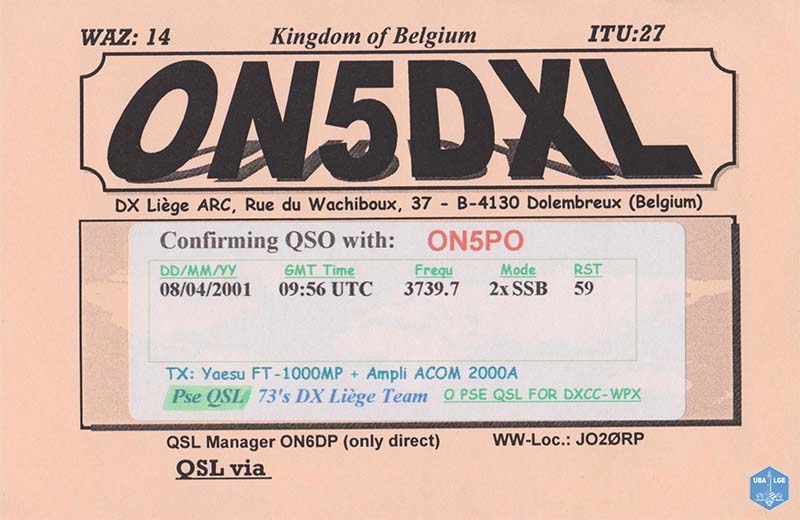 WAZ: 14 Kingdom of Belgium ITU:27
ON5DXL
DX Liège ARC, Rue du Wachiboux, 37 - B-4130 Dolembreux (Belgium)
Confirming QSO with: ON5PO
DD/MM/YY GMT Time Frequ Mode RST
08/04/2001 09:56 UTC 3739.7 2xSSB 59
TX: Yaesu FT-1000MP + Ampli ACOM 2000A
Pse QSL 73's DX Liège Team O PSE QSL FOR DXCC-WPX
QSL Manager ON6DP (only direct) WW-Loc.: JO2ØRP
QSL via
UBA LGE